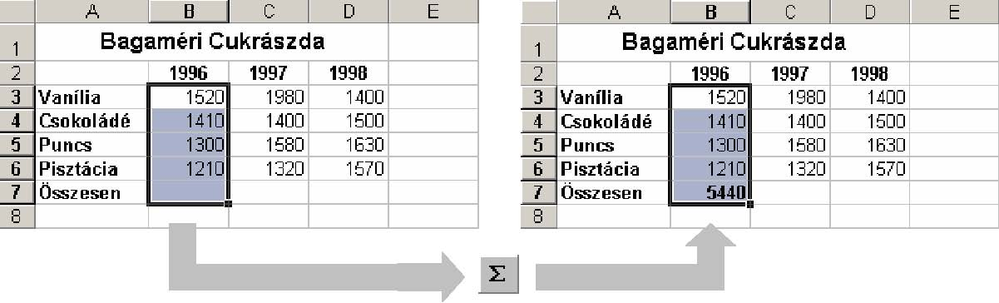 A B C D E
1 Bagaméri Cukrászda
2 1996 1997 1998
3 Vanília 1520 1980 1400
4 Csokoládé 1410 1400 1500
5 Puncs 1300 1580 1630
6 Pisztácia 1210 1320 1570
7 Összesen
8
A B C D E
1 Bagaméri Cukrászda
2 1996 1997 1998
3 Vanília 1520 1980 1400
4 Csokoládé 1410 1400 1500
5 Puncs 1300 1580 1630
6 Pisztácia 1210 1320 1570
7 Összesen 5440
8
Σ